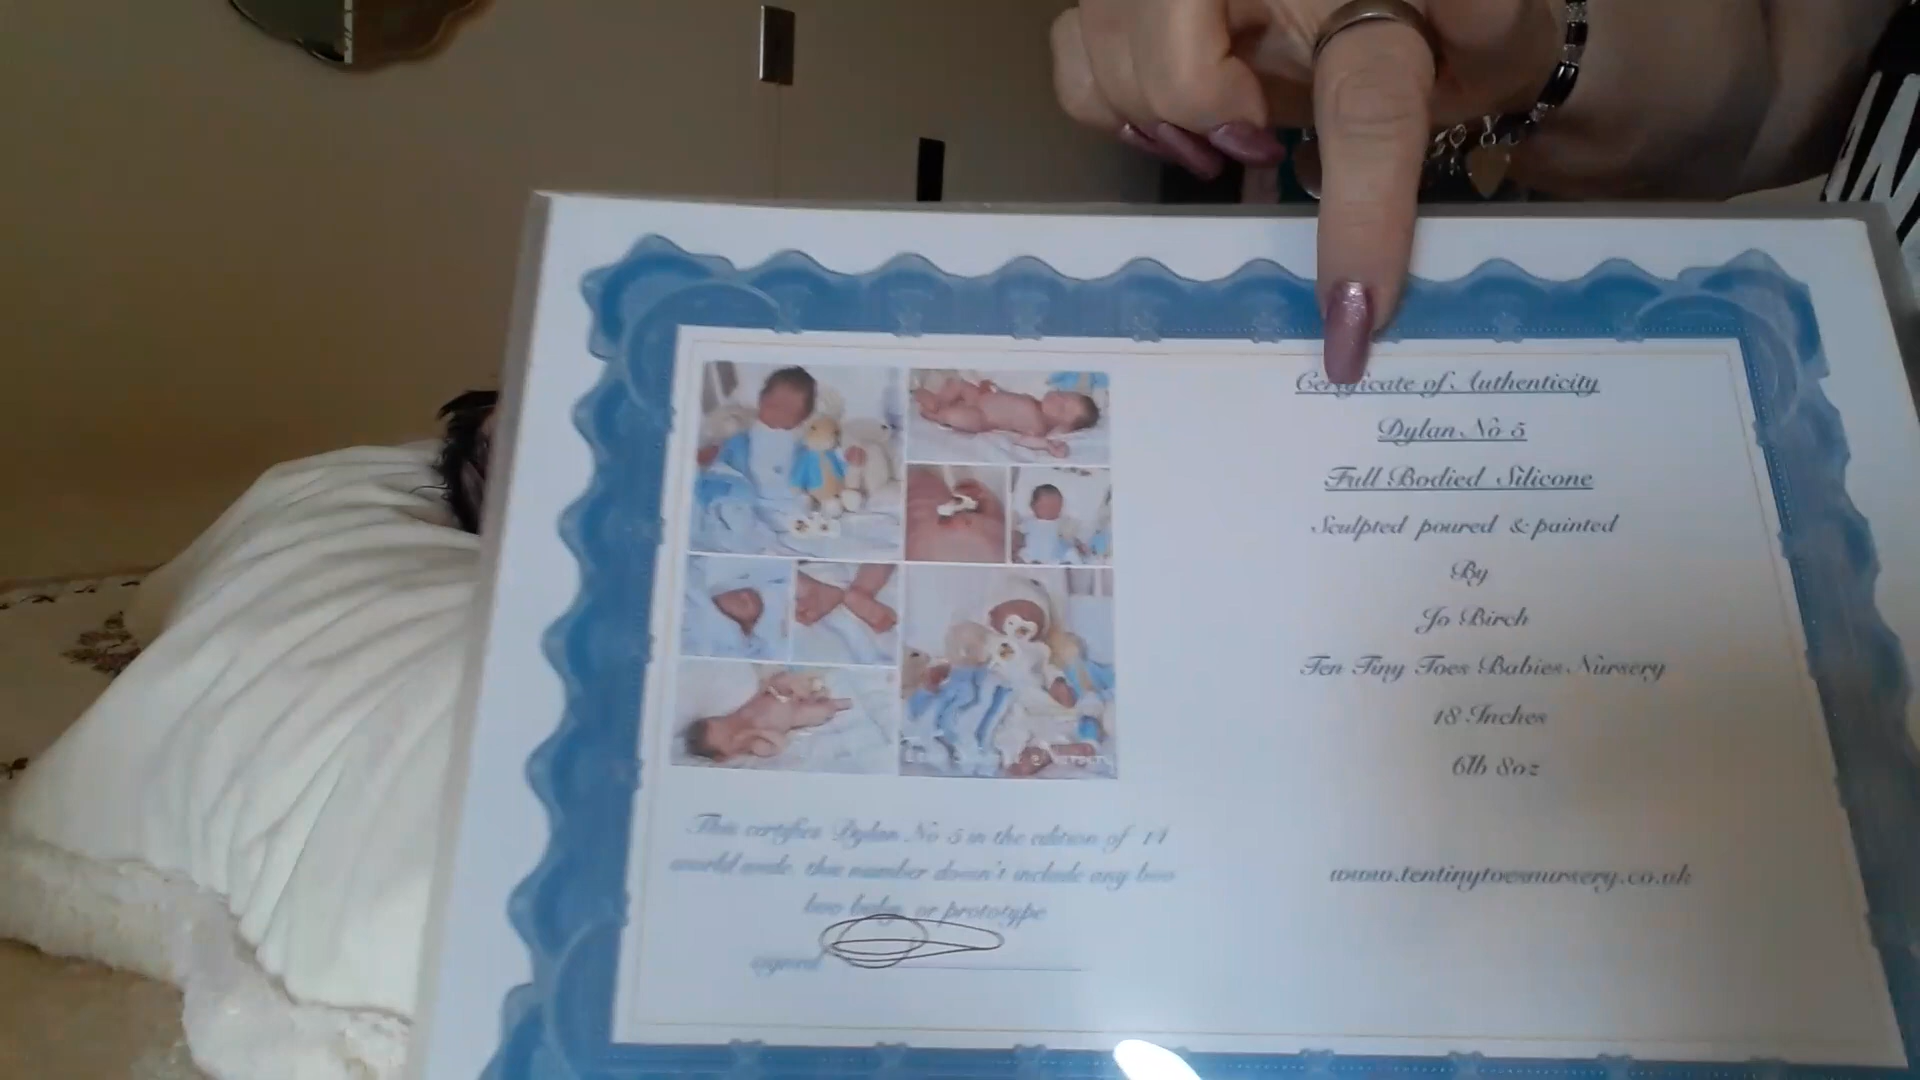 Certificate of Authenticity
Dylan No 5
Full Bodied Silicone
Sculpted poured & painted
By
Jo Birch
Ten Tiny Toes Babies Nursery
18 Inches
6lb 8oz
www.tentinytoesnursery.co.uk
This certifies Dylan No 5 in the edition of 14
world wide this number doesn't include any boo
boo baby or prototype
signed